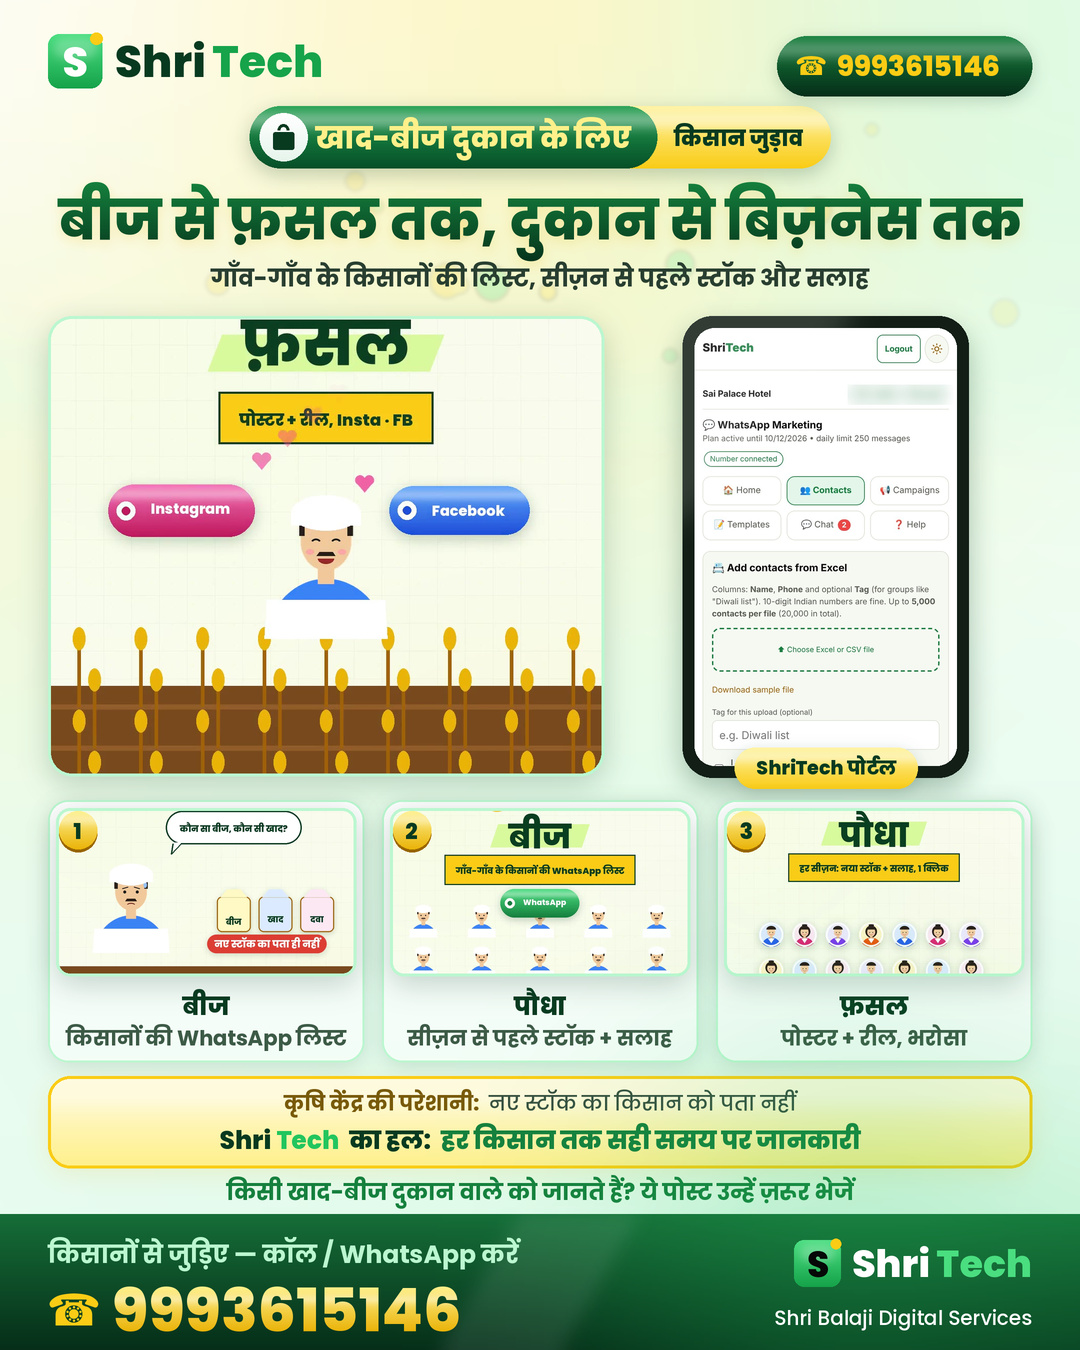 S Shri Tech
☎ 9993615146
खाद-बीज दुकान के लिए किसान जुड़ाव
बीज से फ़सल तक, दुकान से बिज़नेस तक
गाँव-गाँव के किसानों की लिस्ट, सीज़न से पहले स्टॉक और सलाह
फ़सल
पोस्टर + रील, Insta · FB
Instagram
Facebook
ShriTech
Logout
Sai Palace Hotel
💬 WhatsApp Marketing
Plan active until 10/12/2026 • daily limit 250 messages
Number connected
🏠 Home
👥 Contacts
📢 Campaigns
📝 Templates
💬 Chat 2
❓ Help
📇 Add contacts from Excel
Columns: Name, Phone and optional Tag (for groups like
"Diwali list"). 10-digit Indian numbers are fine. Up to 5,000
contacts per file (20,000 in total).
⬆ Choose Excel or CSV file
Download sample file
Tag for this upload (optional)
e.g. Diwali list
ShriTech पोर्टल
1
कौन सा बीज, कौन सी खाद?
बीज
खाद
दवा
नए स्टॉक का पता ही नहीं
बीज
किसानों की WhatsApp लिस्ट
2
बीज
गाँव-गाँव के किसानों की WhatsApp लिस्ट
WhatsApp
पौधा
सीज़न से पहले स्टॉक + सलाह
3
पौधा
हर सीज़न: नया स्टॉक + सलाह, 1 क्लिक
फ़सल
पोस्टर + रील, भरोसा
कृषि केंद्र की परेशानी: नए स्टॉक का किसान को पता नहीं
Shri Tech का हल: हर किसान तक सही समय पर जानकारी
किसी खाद-बीज दुकान वाले को जानते हैं? ये पोस्ट उन्हें ज़रूर भेजें
किसानों से जुड़िए — कॉल / WhatsApp करें
☎ 9993615146
S Shri Tech
Shri Balaji Digital Services